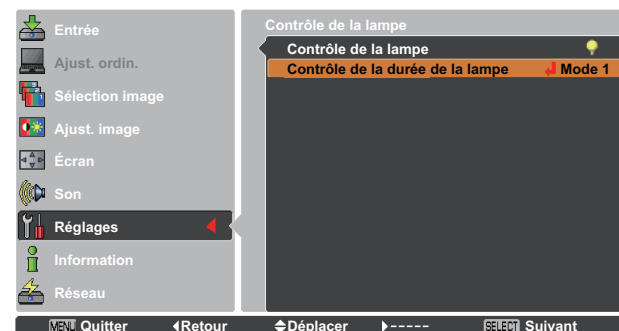 Entrée
Ajust. ordin.
Sélection image
Ajust. image
Écran
Son
Réglages
Information
Réseau
Contrôle de la lampe
Contrôle de la lampe
Contrôle de la durée de la lampe Mode 1
MENU Quitter Retour Déplacer ----- SELECT Suivant